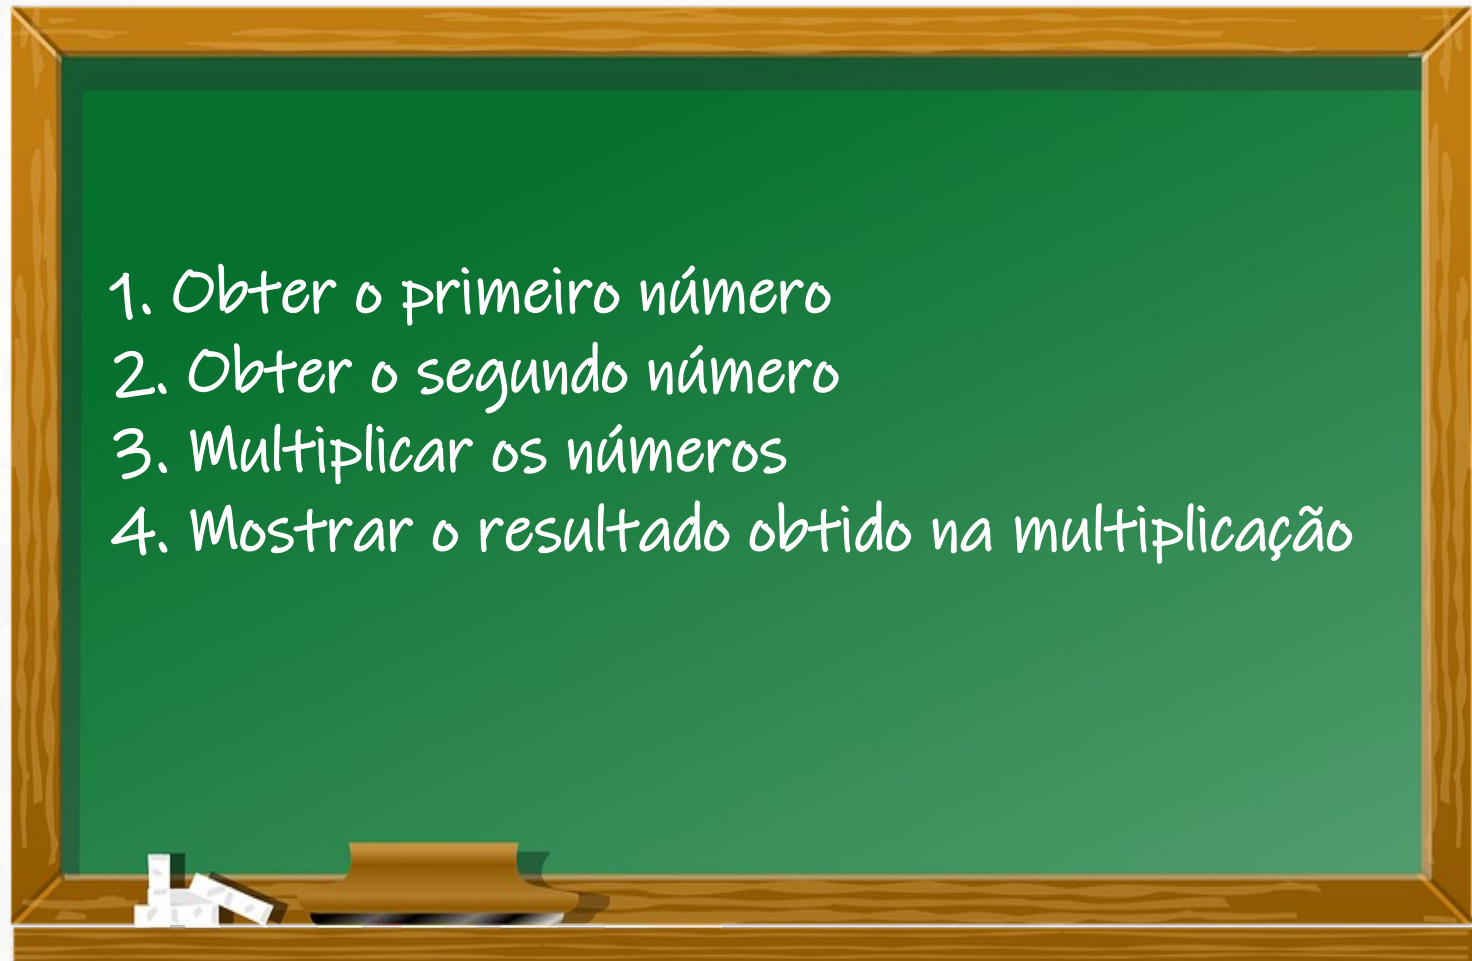 1. Obter o primeiro número
2. Obter o segundo número
3. Multiplicar os números
4. Mostrar o resultado obtido na multiplicação